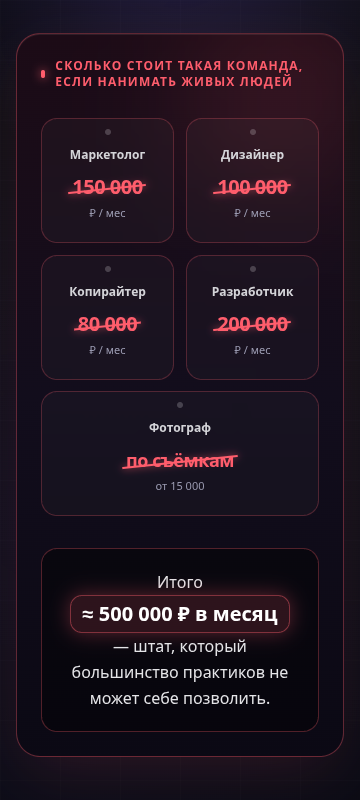 СКОЛЬКО СТОИТ ТАКАЯ КОМАНДА,
ЕСЛИ НАНИМАТЬ ЖИВЫХ ЛЮДЕЙ
Маркетолог
150 000
₽ / мес
Дизайнер
100 000
₽ / мес
Копирайтер
80 000
₽ / мес
Разработчик
200 000
₽ / мес
Фотограф
по съёмкам
от 15 000
Итого
≈ 500 000 ₽ в месяц
— штат, который
большинство практиков не
может себе позволить.